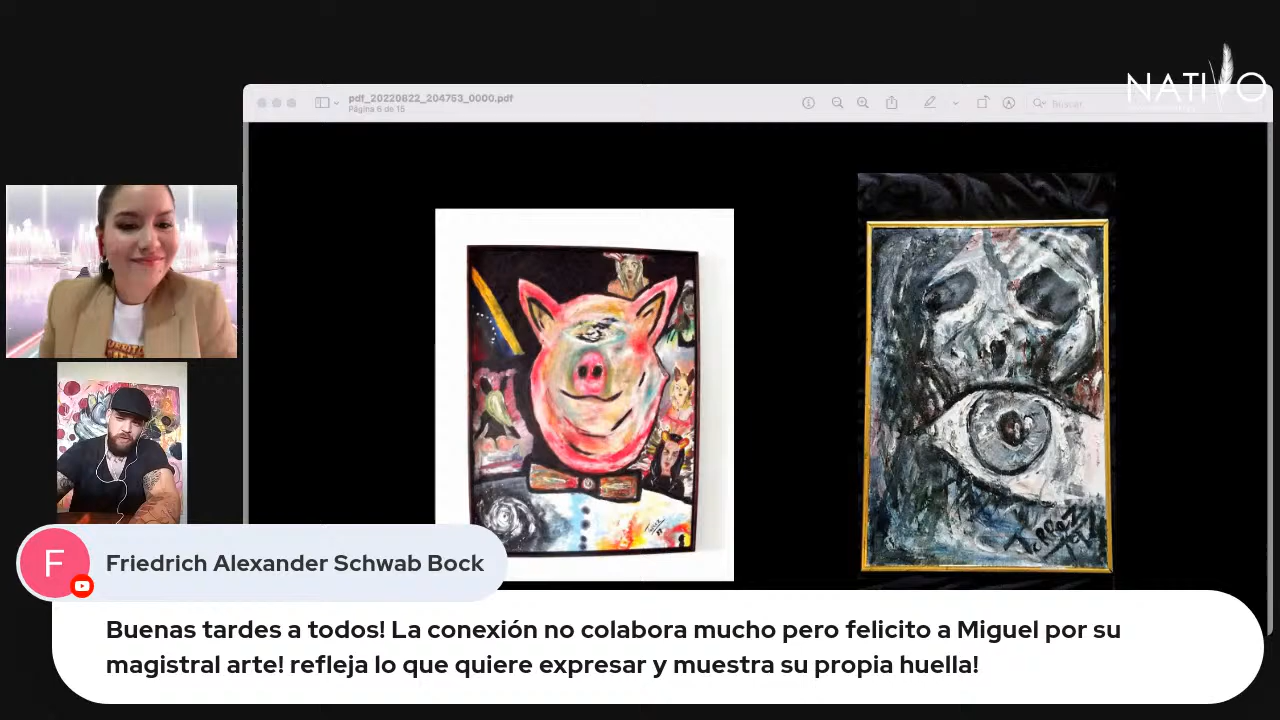 NATIVO
pdf_20220622_204753_0000.pdf
Página 6 de 15
Buscar
Friedrich Alexander Schwab Bock
F
Buenas tardes a todos! La conexión no colabora mucho pero felicito a Miguel por su
magistral arte! refleja lo que quiere expresar y muestra su propia huella!